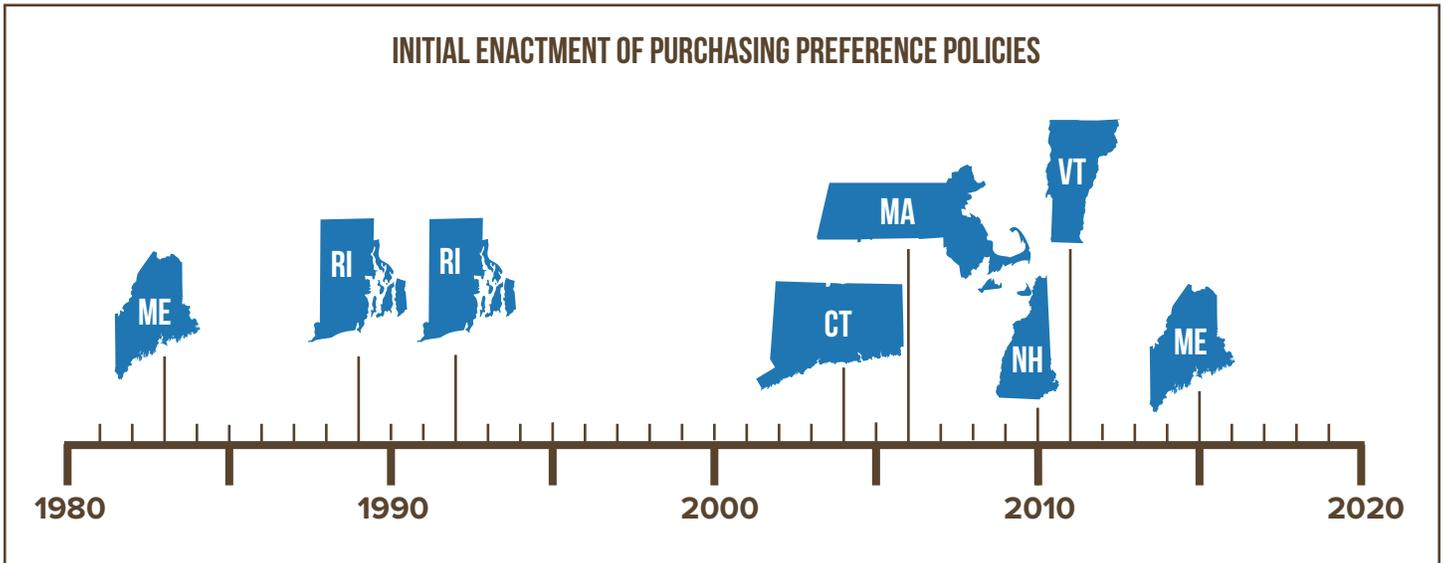 INITIAL ENACTMENT OF PURCHASING PREFERENCE POLICIES
VT
MA
RI
RI
ME
CT
NH
ME
1980
1990
2000
2010
2020